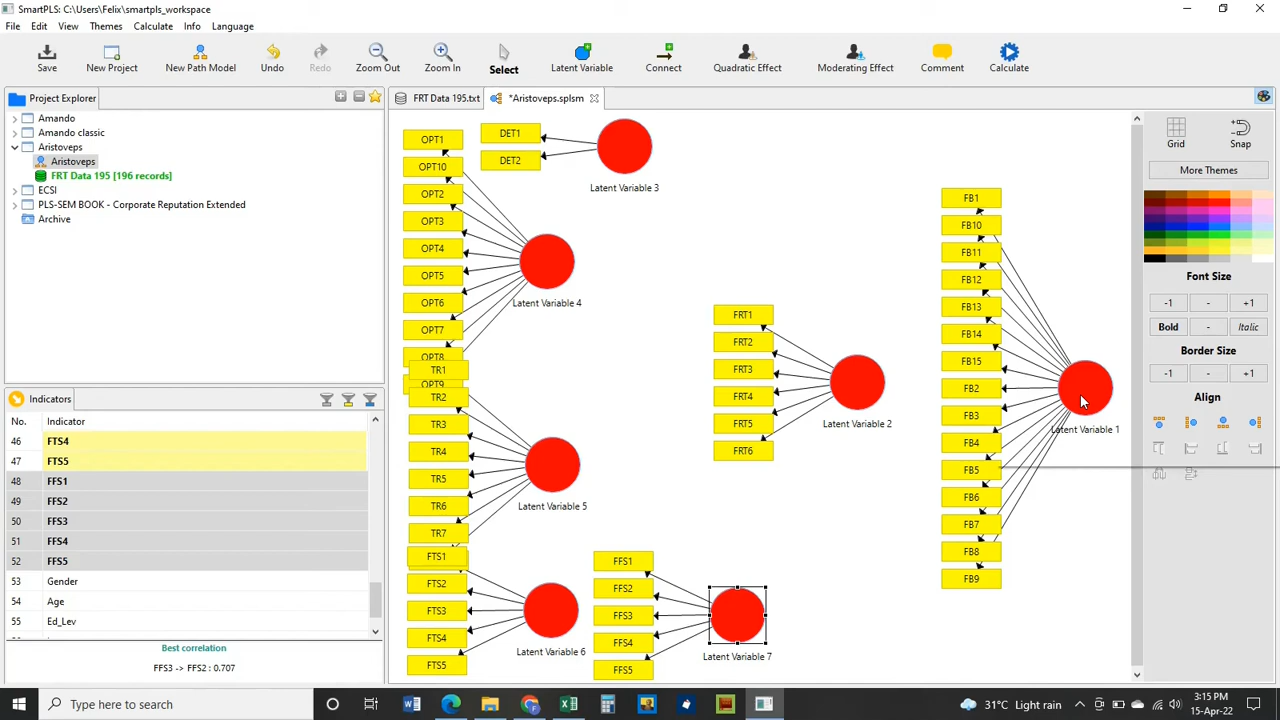 SmartPLS: C:\Users\Felix\smartpls_workspace
File Edit View Themes Calculate Info Language
Save New Project New Path Model Undo Redo Zoom Out Zoom In Select Latent Variable Connect Quadratic Effect Moderating Effect Comment Calculate
Project Explorer
Amando
Amando classic
Aristoveps
Aristoveps
FRT Data 195 [196 records]
ECSI
PLS-SEM BOOK - Corporate Reputation Extended
Archive
Indicators
No. Indicator
46 FTS4
47 FTS5
48 FFS1
49 FFS2
50 FFS3
51 FFS4
52 FFS5
53 Gender
54 Age
55 Ed_Lev
Best correlation
FFS3 -> FFS2 : 0.707
FRT Data 195.txt *Aristoveps.splsm
OPT1
OPT10
OPT2
OPT3
OPT4
OPT5
OPT6
OPT7
OPT8
OPT9
Latent Variable 4
DET1
DET2
Latent Variable 3
TR1
TR2
TR3
TR4
TR5
TR6
TR7
Latent Variable 5
FTS1
FTS2
FTS3
FTS4
FTS5
Latent Variable 6
FFS1
FFS2
FFS3
FFS4
FFS5
Latent Variable 7
FRT1
FRT2
FRT3
FRT4
FRT5
FRT6
Latent Variable 2
FB1
FB10
FB11
FB12
FB13
FB14
FB15
FB2
FB3
FB4
FB5
FB6
FB7
FB8
FB9
Latent Variable 1
Grid Snap
More Themes
Font Size
-1 - +1
Bold - Italic
Border Size
-1 - +1
Align
Type here to search
31°C Light rain
3:15 PM
15-Apr-22